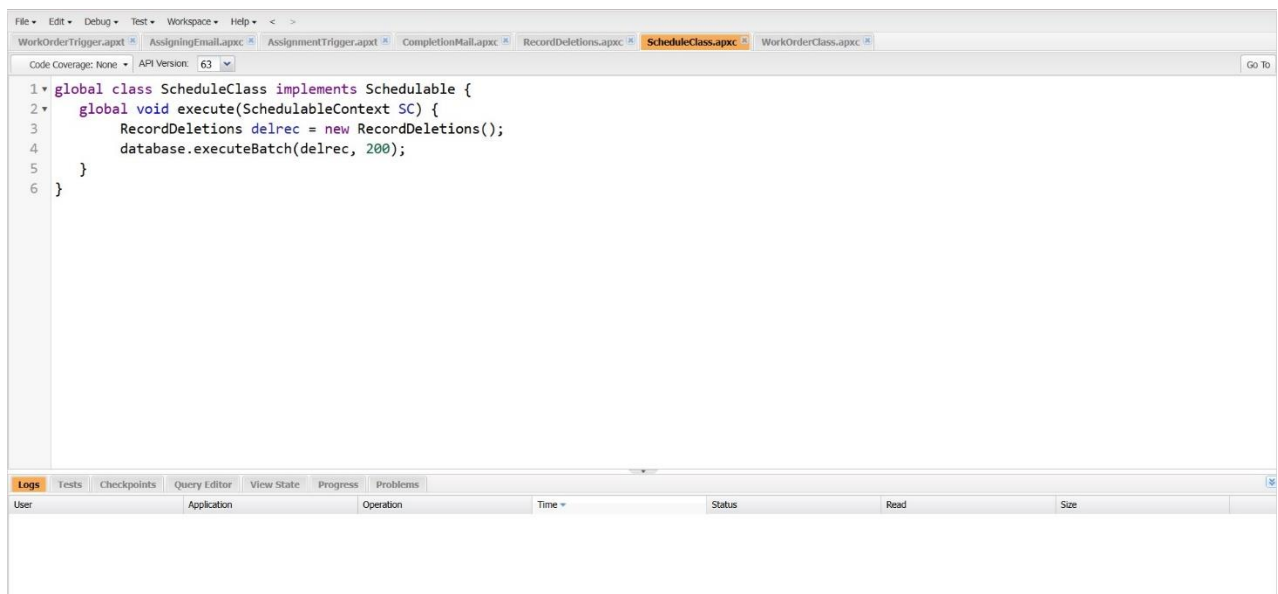 File Edit Debug Test Workspace Help < >
WorkOrderTrigger.apxt AssigningEmail.apxc AssignmentTrigger.apxt CompletionMail.apxc RecordDeletions.apxc ScheduleClass.apxc WorkOrderClass.apxc
Code Coverage: None API Version: 63 Go To
1 global class ScheduleClass implements Schedulable {
2 global void execute(SchedulableContext SC) {
3 RecordDeletions delrec = new RecordDeletions();
4 database.executeBatch(delrec, 200);
5 }
6 }
Logs Tests Checkpoints Query Editor View State Progress Problems
User Application Operation Time Status Read Size